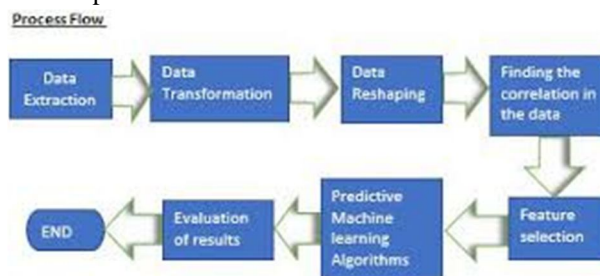 Process Flow
Data
Extraction
Data
Transformation
Data
Reshaping
Finding the
correlation in
the data
Feature
selection
Predictive
Machine
learning
Algorithms
Evaluation
of results
END